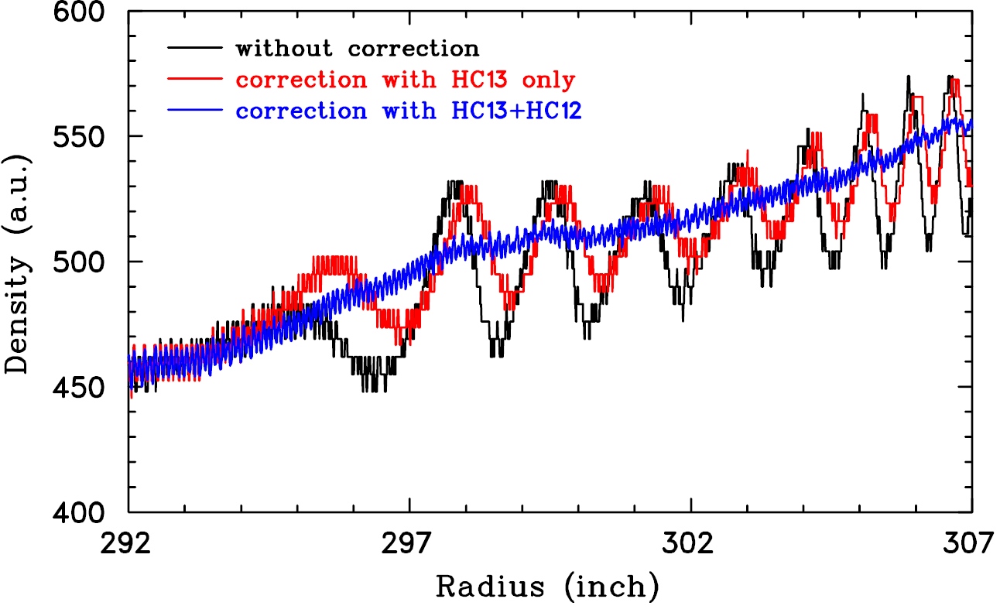 600
550
500
450
400
Density (a.u.)
without correction
correction with HC13 only
correction with HC13+HC12
292
297
302
307
Radius (inch)